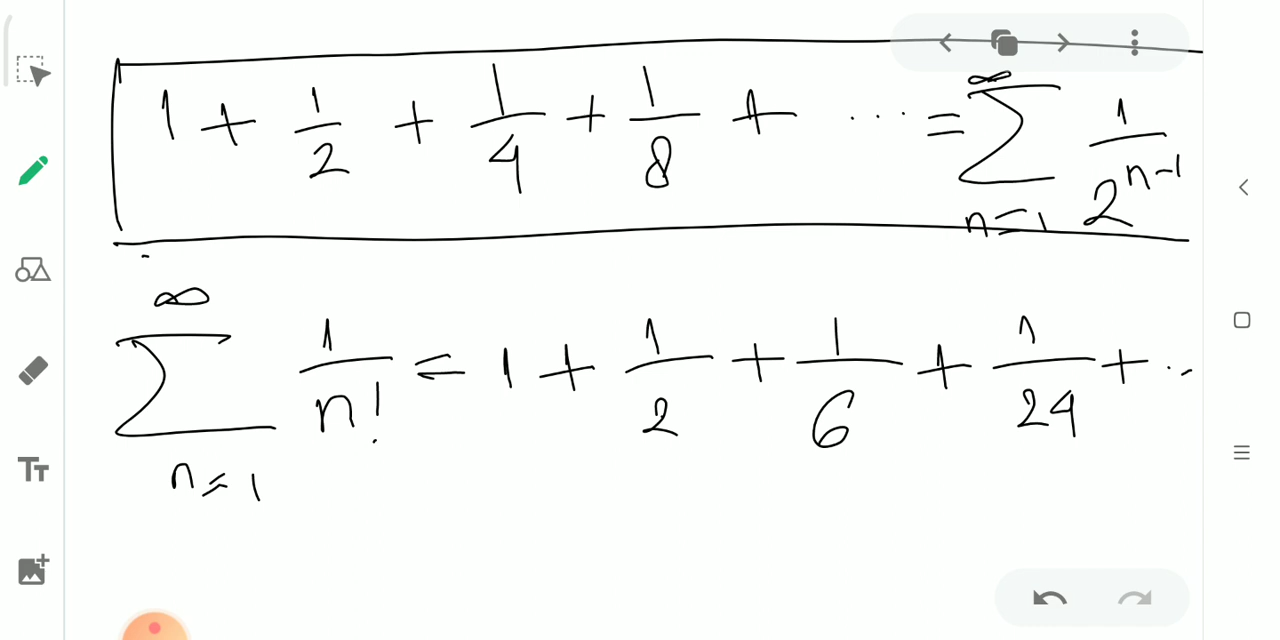 1 + 1/2 + 1/4 + 1/8 + .... = ∞∑n=1 1/2^(n-1)
∞∑n=1 1/n! = 1 + 1/2 + 1/6 + 1/24 + ...
Tт